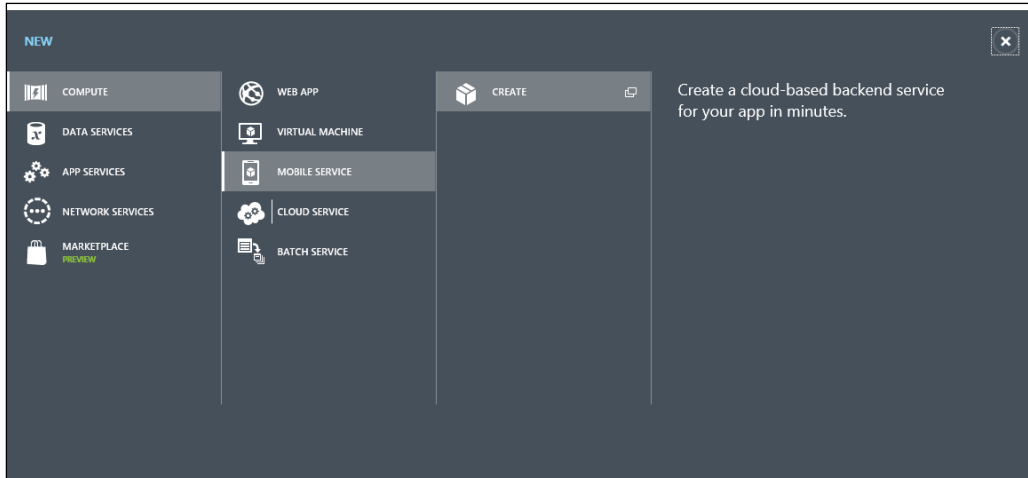 NEW
COMPUTE
DATA SERVICES
APP SERVICES
NETWORK SERVICES
MARKETPLACE
PREVIEW
WEB APP
VIRTUAL MACHINE
MOBILE SERVICE
CLOUD SERVICE
BATCH SERVICE
CREATE
Create a cloud-based backend service
for your app in minutes.